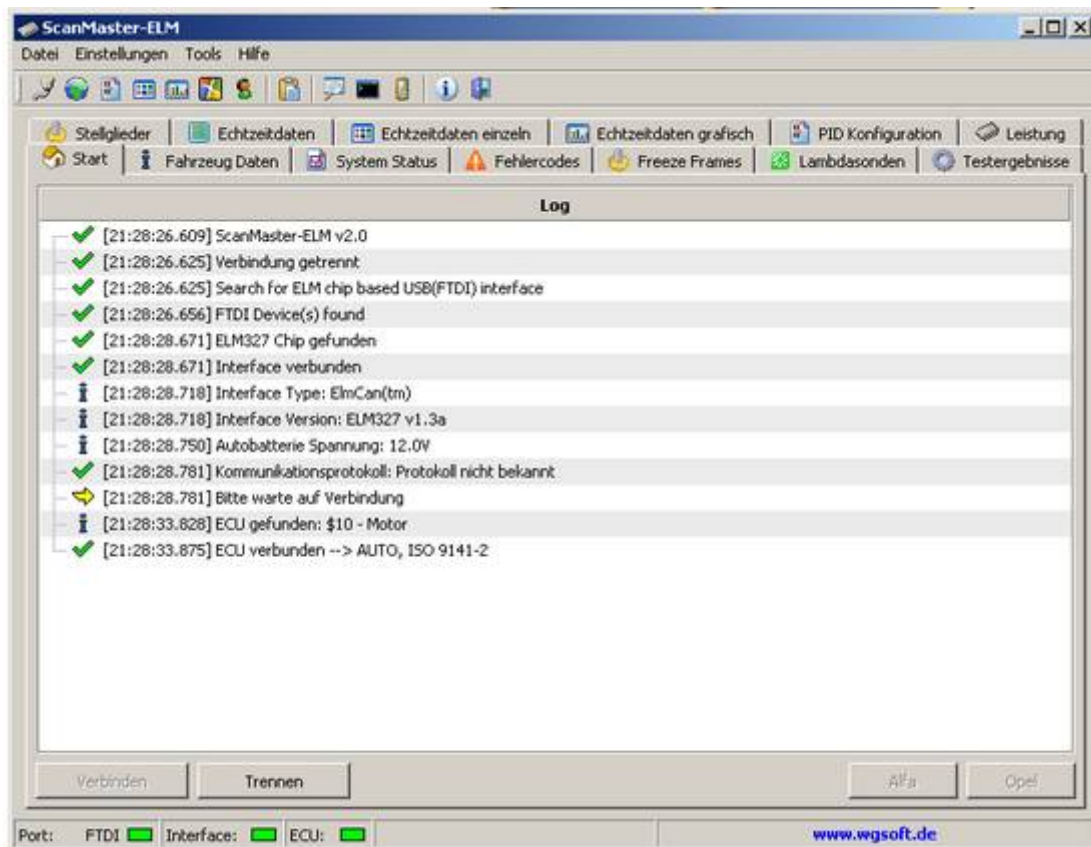 ScanMaster-ELM
Datei Einstellungen Tools Hilfe
Stellglieder Echtzeitdaten Echtzeitdaten einzeln Echtzeitdaten grafisch PID Konfiguration Leistung
Start Fahrzeug Daten System Status Fehlercodes Freeze Frames Lambdasonden Testergebnisse
Log
[21:28:26.609] ScanMaster-ELM v2.0
[21:28:26.625] Verbindung getrennt
[21:28:26.625] Search for ELM chip based USB(FTDI) interface
[21:28:26.656] FTDI Device(s) found
[21:28:28.671] ELM327 Chip gefunden
[21:28:28.671] Interface verbunden
[21:28:28.718] Interface Type: ElmCan(tm)
[21:28:28.718] Interface Version: ELM327 v1.3a
[21:28:28.750] Autobatterie Spannung: 12.0V
[21:28:28.781] Kommunikationsprotokoll: Protokoll nicht bekannt
[21:28:28.781] Bitte warte auf Verbindung
[21:28:33.828] ECU gefunden: $10 - Motor
[21:28:33.875] ECU verbunden --> AUTO, ISO 9141-2
Verbinden Trennen Alfa Opel
Port: FTDI Interface: ECU: www.wgsoft.de